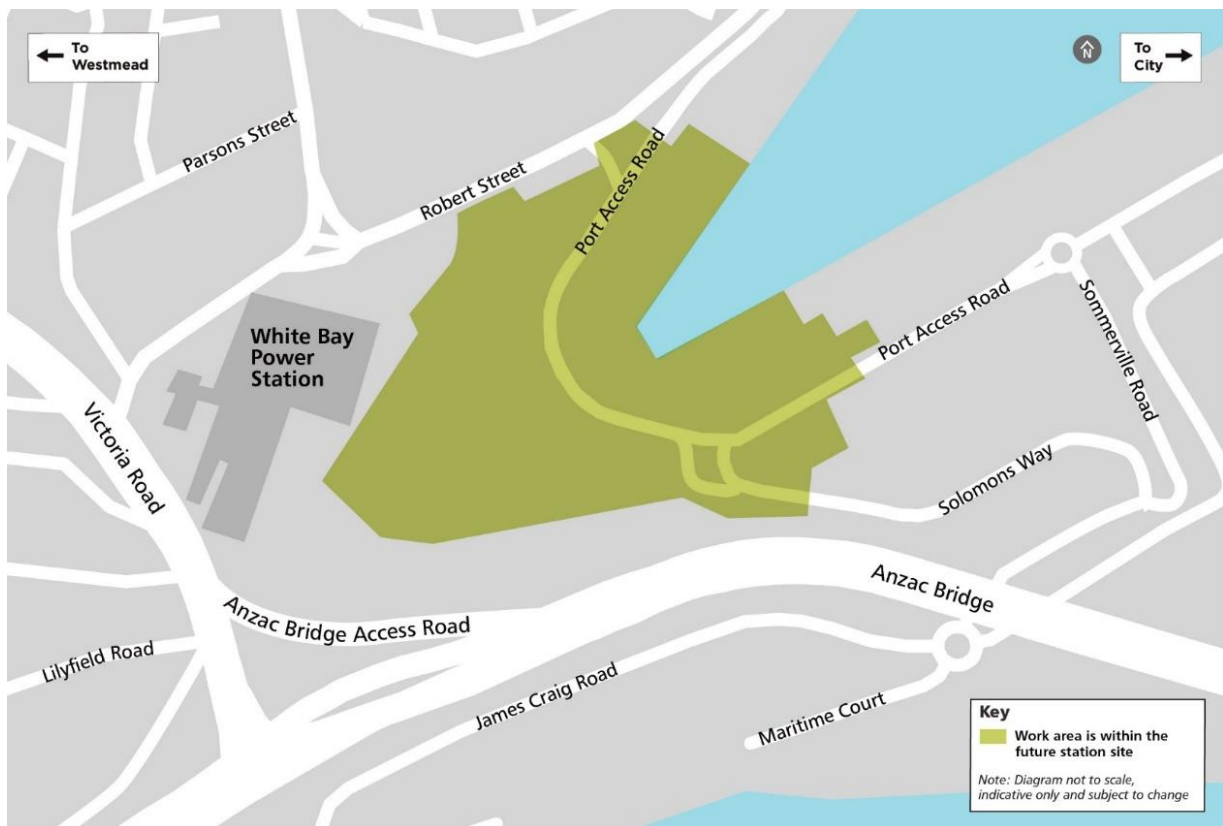 To
Westmead
N
To
City
Parsons Street
Robert Street
Port Access Road
White Bay
Power
Station
Port Access Road
Sommerville Road
Victoria Road
Solomons Way
Anzac Bridge
Anzac Bridge Access Road
Lilyfield Road
James Craig Road
Maritime Court
Key
Work area is within the
future station site
Note: Diagram not to scale,
indicative only and subject to change